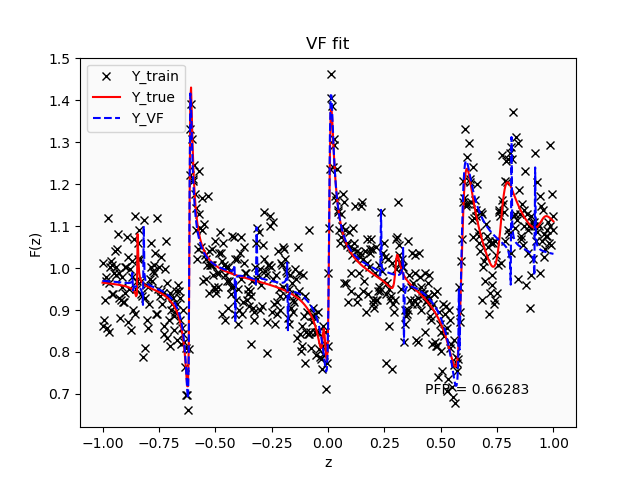 VF fit
1.5
1.4
1.3
1.2
1.1
1.0
0.9
0.8
0.7
F(z)
Y_train
Y_true
Y_VF
PFE = 0.66283
−1.00 −0.75 −0.50 −0.25 0.00 0.25 0.50 0.75 1.00
z